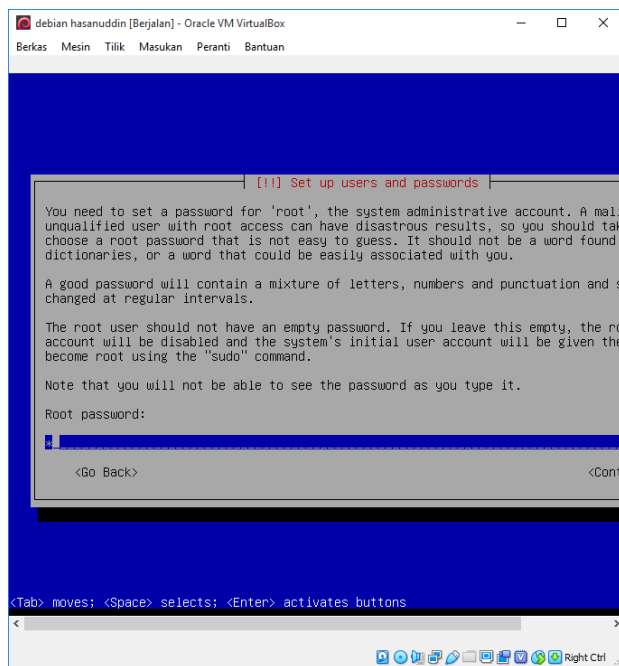 debian hasanuddin [Berjalan] - Oracle VM VirtualBox
Berkas Mesin Tilik Masukan Peranti Bantuan
[!!] Set up users and passwords
You need to set a password for 'root', the system administrative account. A mali
unqualified user with root access can have disastrous results, so you should tak
choose a root password that is not easy to guess. It should not be a word found
dictionaries, or a word that could be easily associated with you.
A good password will contain a mixture of letters, numbers and punctuation and s
changed at regular intervals.
The root user should not have an empty password. If you leave this empty, the ro
account will be disabled and the system's initial user account will be given the
become root using the "sudo" command.
Note that you will not be able to see the password as you type it.
Root password:
*
<Go Back> <Cont
<Tab> moves; <Space> selects; <Enter> activates buttons
Right Ctrl